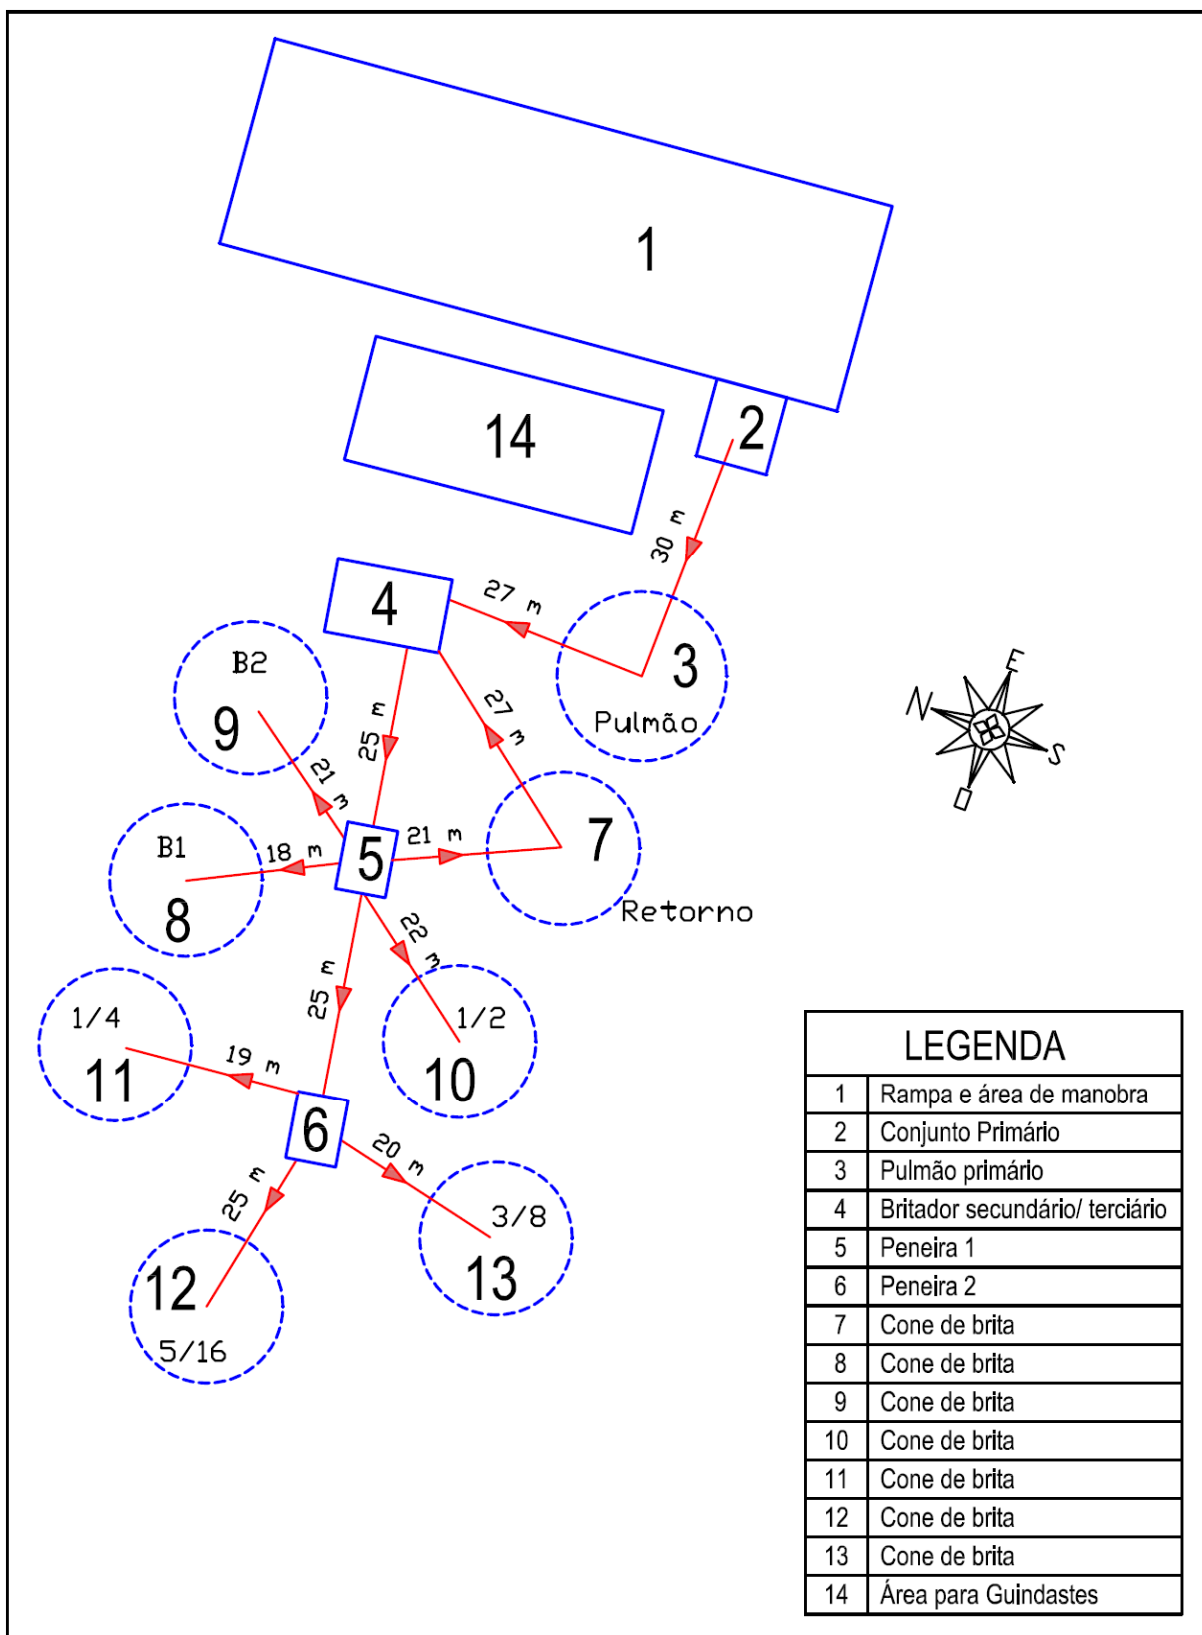 1
14
2
30 m
4
27 m
3
Pulmão
B2
9
25 m
27 m
21 m
E
N
S
O
B1
8
18 m
5
21 m
7
Retorno
22 m
25 m
1/4
11
19 m
1/2
10
6
20 m
25 m
3/8
13
12
5/16
LEGENDA
1 Rampa e área de manobra
2 Conjunto Primário
3 Pulmão primário
4 Britador secundário/ terciário
5 Peneira 1
6 Peneira 2
7 Cone de brita
8 Cone de brita
9 Cone de brita
10 Cone de brita
11 Cone de brita
12 Cone de brita
13 Cone de brita
14 Área para Guindastes